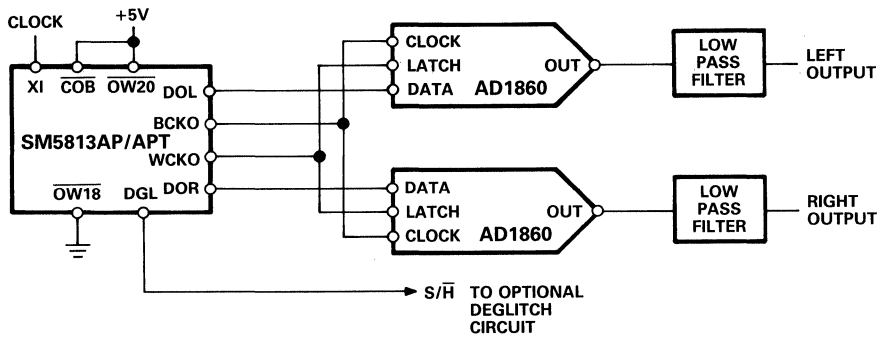 CLOCK
+5V
XI
COB
OW20
DOL
BCKO
SM5813AP/APT
WCKO
OW18
DGL
DOR
CLOCK
LATCH
DATA
OUT
AD1860
LOW
PASS
FILTER
LEFT
OUTPUT
DATA
LATCH
CLOCK
OUT
AD1860
LOW
PASS
FILTER
RIGHT
OUTPUT
S/H̅ TO OPTIONAL
DEGLITCH
CIRCUIT